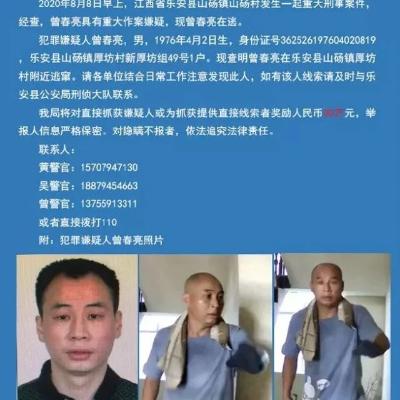 2020年8月8日早上，江西省乐安县山砀镇山砀村发生一起重大刑事案件，
经查，曾春亮具有重大作案嫌疑，现曾春亮在逃。
犯罪嫌疑人曾春亮，男，1976年4月2日生，身份证号362526197604020819
，乐安县山砀镇厚坊村新厚坊组49号1户。现查明曾春亮在乐安县山砀镇厚坊
村附近逃窜。请各单位结合日常工作注意发现此人，如有该人线索请及时与乐
安县公安局刑侦大队联系。
我局将对直接抓获嫌疑人或为抓获提供直接线索者奖励人民币元，举
报人信息严格保密。对隐瞒不报者，依法追究法律责任。
联系人：
黄警官：15707947130
吴警官：18879454663
曾警官：13755913311
或者直接拨打110
附：犯罪嫌疑人曾春亮照片